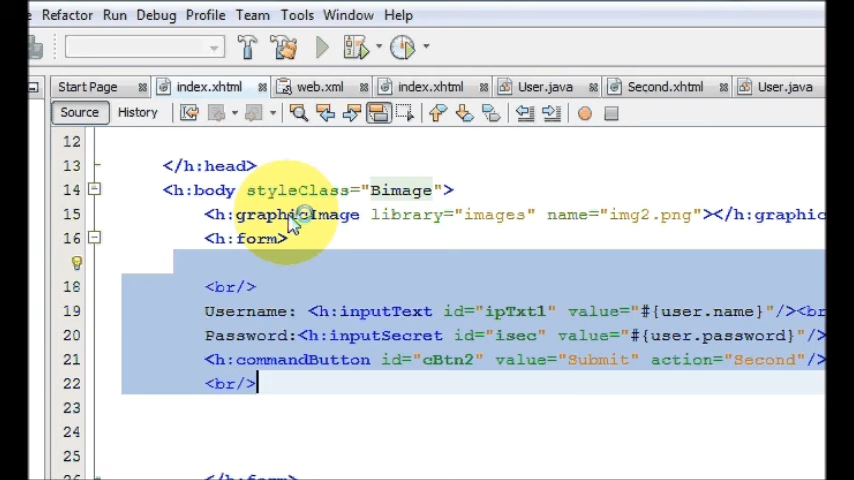 Refactor Run Debug Profile Team Tools Window Help
Start Page index.xhtml web.xml index.xhtml User.java Second.xhtml User.java
Source History
12
13 </h:head>
14 <h:body styleClass="Bimage">
15 <h:graphicImage library="images" name="img2.png"></h:graphic
16 <h:form>
18 <br/>
19 Username: <h:inputText id="ipTxt1" value="#{user.name}"/><br
20 Password:<h:inputSecret id="isec" value="#{user.password}"/>
21 <h:commandButton id="cBtn2" value="Submit" action="Second"/>
22 <br/>
23
24
25
26 </h:form>